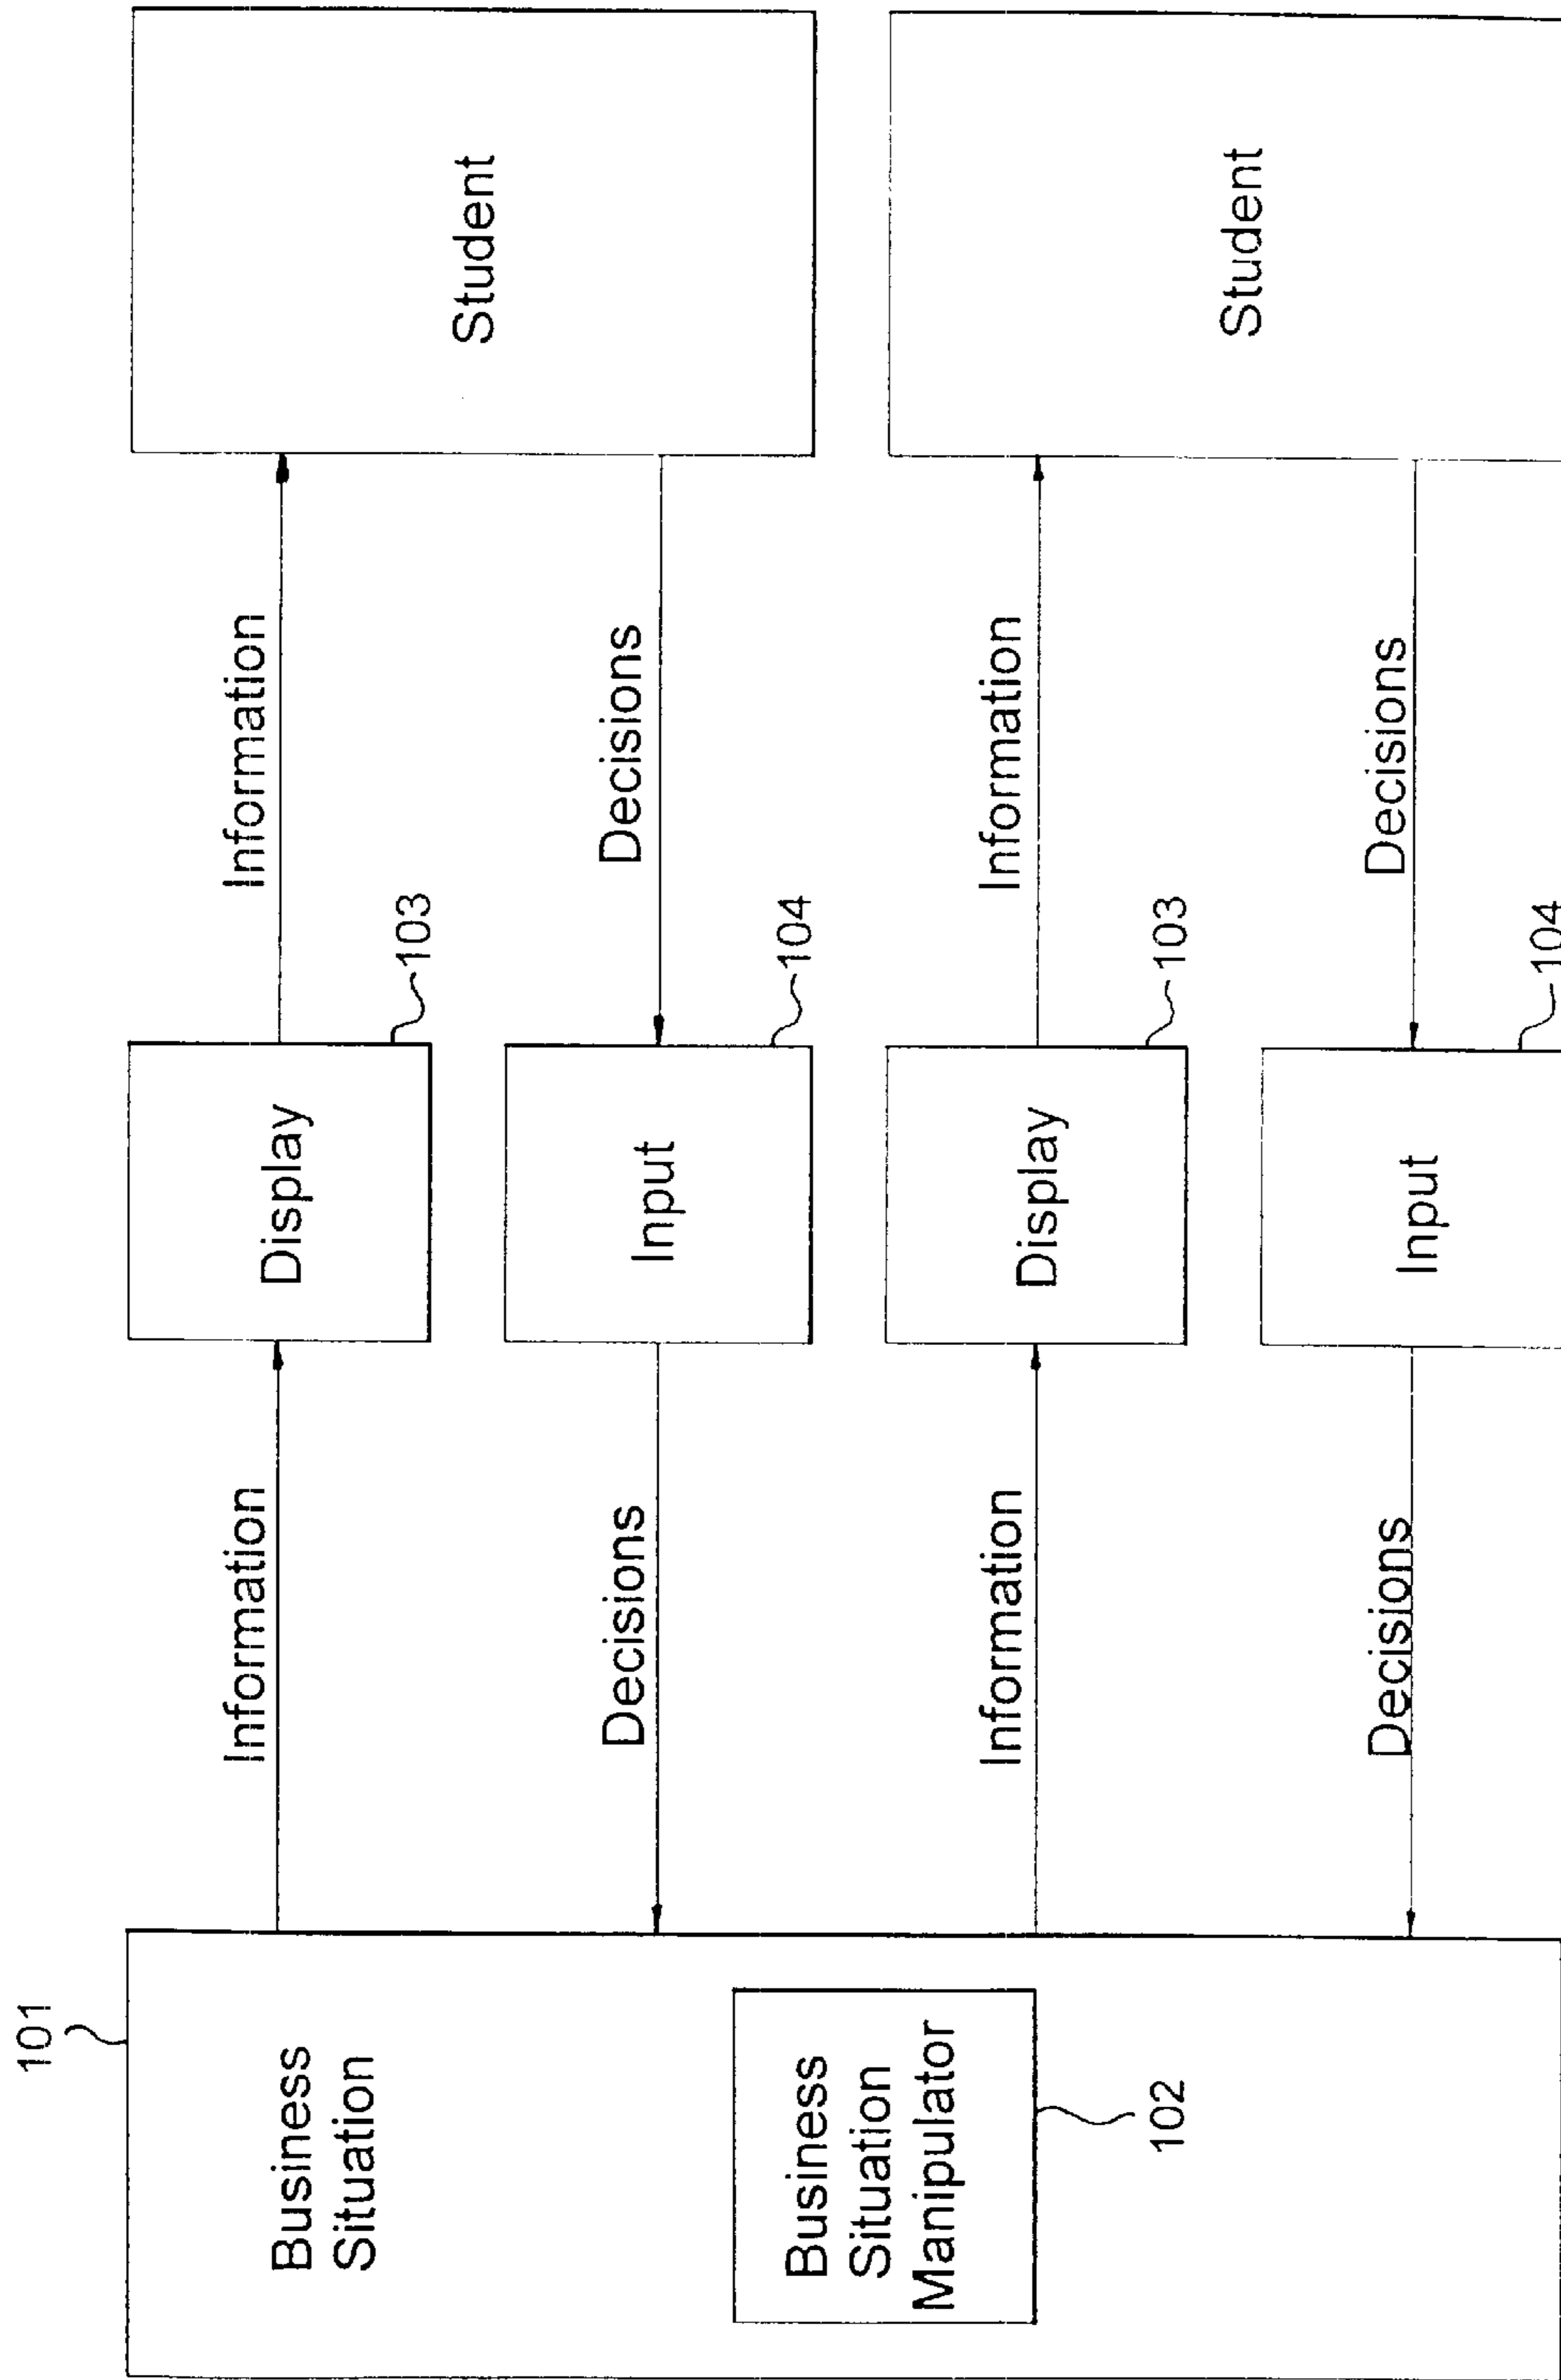 101
Business
Situation
Business
Situation
Manipulator
102
Information
Decisions
Information
Decisions
Display
103
Input
104
Display
103
Input
104
Information
Decisions
Information
Decisions
Student
Student